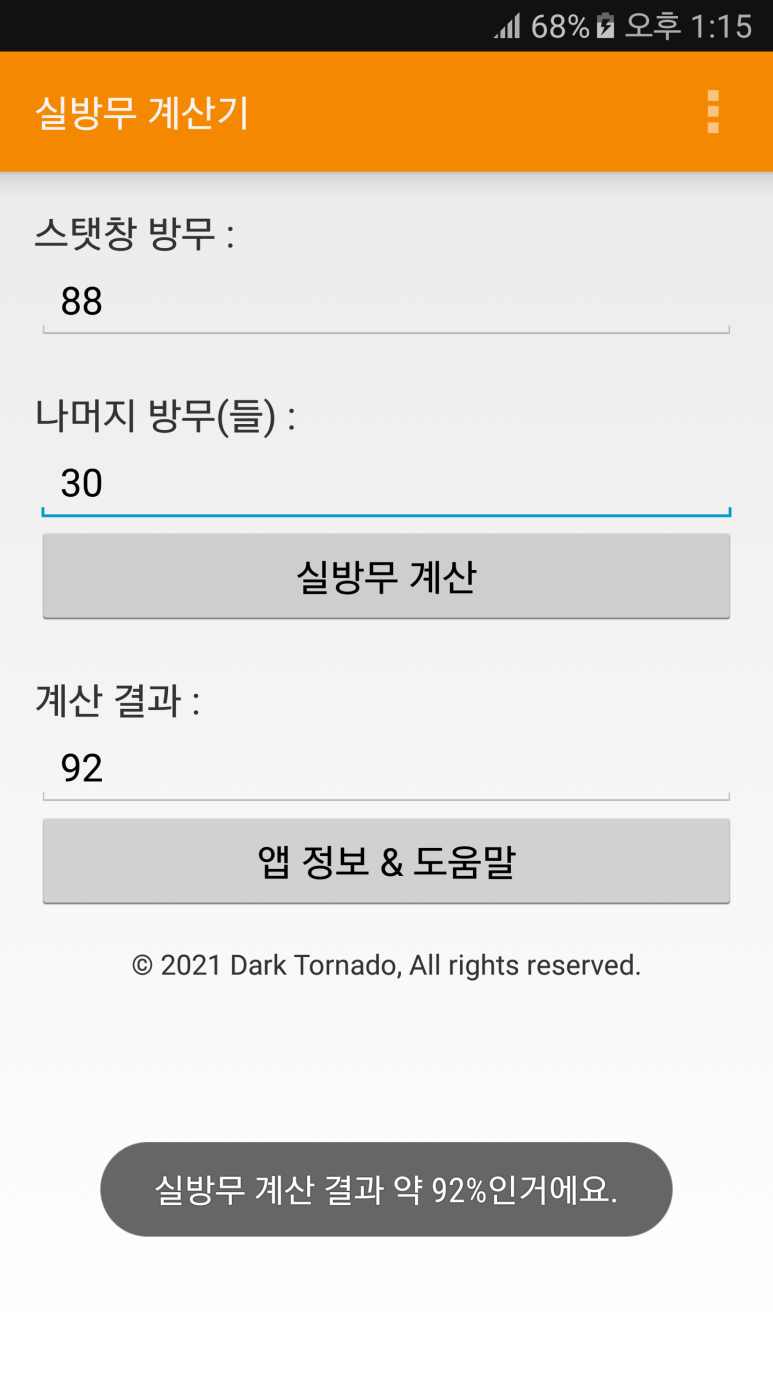 68% 오후 1:15
실방무 계산기
스탯창 방무 :
88
나머지 방무(들) :
30
실방무 계산
계산 결과 :
92
앱 정보 & 도움말
© 2021 Dark Tornado, All rights reserved.
실방무 계산 결과 약 92%인거에요.